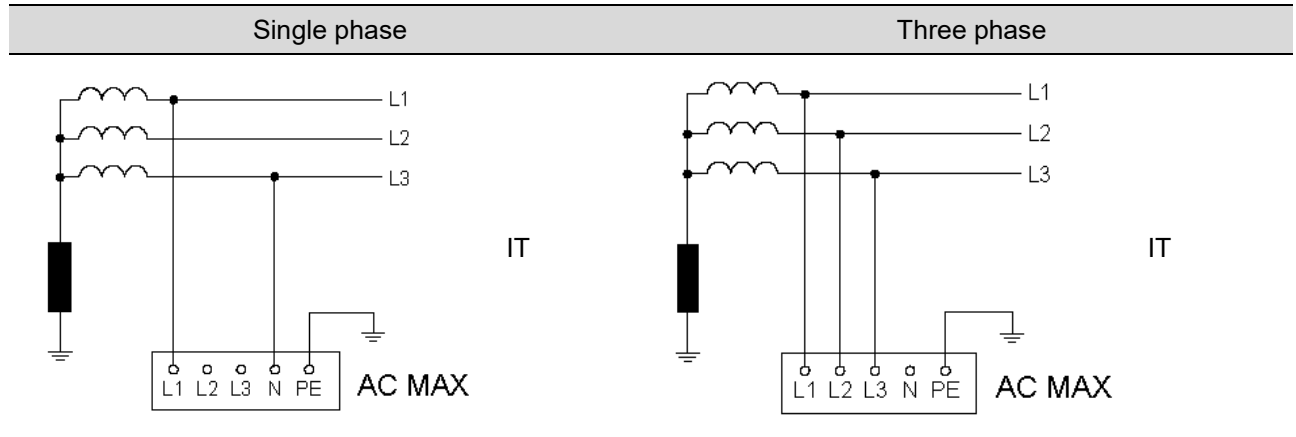 Single phase
Three phase
L1
L2
L3
IT
L1 L2 L3 N PE
AC MAX
L1
L2
L3
IT
L1 L2 L3 N PE
AC MAX